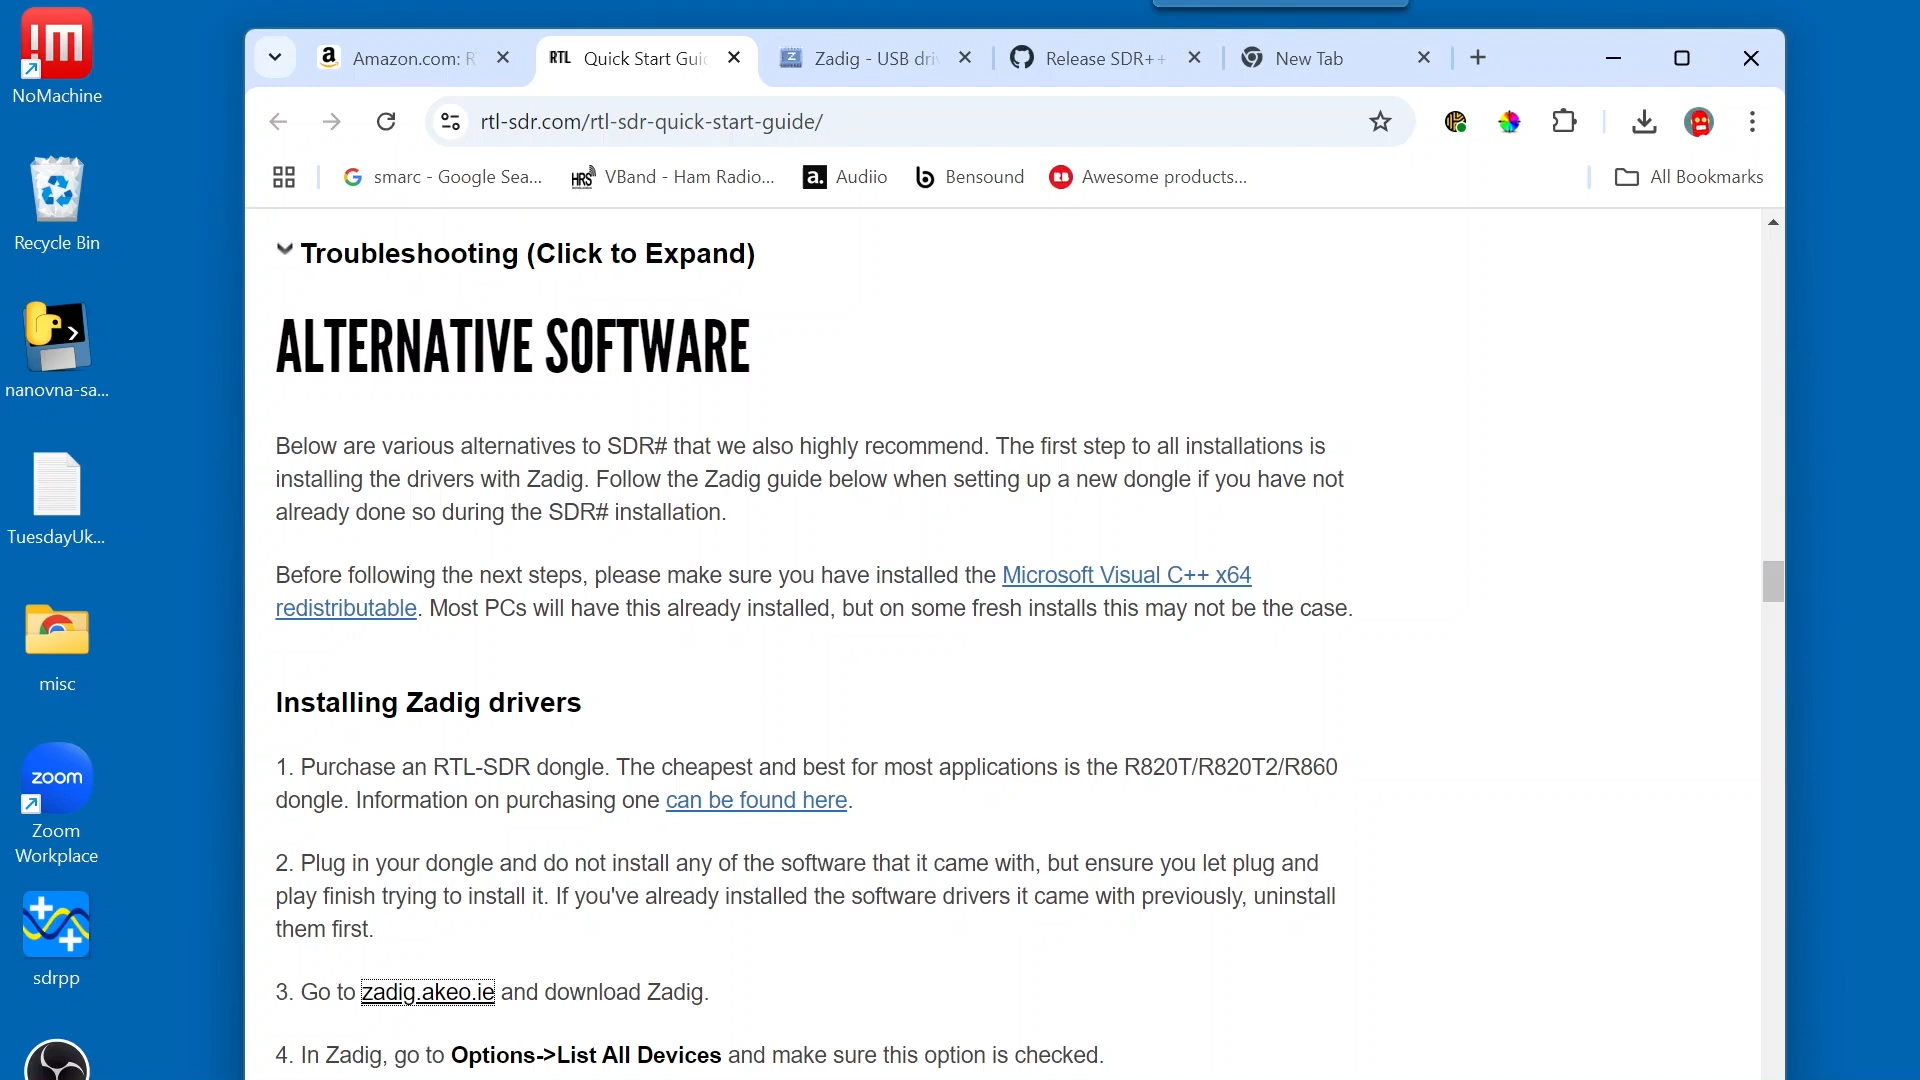 Amazon.com: R
RTL Quick Start Guid
Zadig - USB dri
Release SDR++
New Tab
rtl-sdr.com/rtl-sdr-quick-start-guide/
smarc - Google Sea...
HRS VBand - Ham Radio...
a. Audiio
b Bensound
RB Awesome products...
All Bookmarks
Troubleshooting (Click to Expand)
ALTERNATIVE SOFTWARE
Below are various alternatives to SDR# that we also highly recommend. The first step to all installations is
installing the drivers with Zadig. Follow the Zadig guide below when setting up a new dongle if you have not
already done so during the SDR# installation.
Before following the next steps, please make sure you have installed the Microsoft Visual C++ x64
redistributable. Most PCs will have this already installed, but on some fresh installs this may not be the case.
Installing Zadig drivers
1. Purchase an RTL-SDR dongle. The cheapest and best for most applications is the R820T/R820T2/R860
dongle. Information on purchasing one can be found here.
2. Plug in your dongle and do not install any of the software that it came with, but ensure you let plug and
play finish trying to install it. If you've already installed the software drivers it came with previously, uninstall
them first.
3. Go to zadig.akeo.ie and download Zadig.
4. In Zadig, go to Options->List All Devices and make sure this option is checked.
!M
NoMachine
Recycle Bin
nanovna-sa...
TuesdayUk...
misc
zoom
Zoom
Workplace
sdrpp